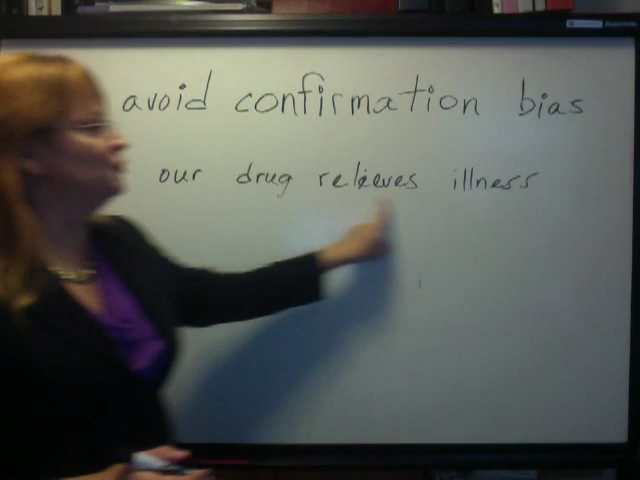 avoid confirmation bias
our drug relieves illness